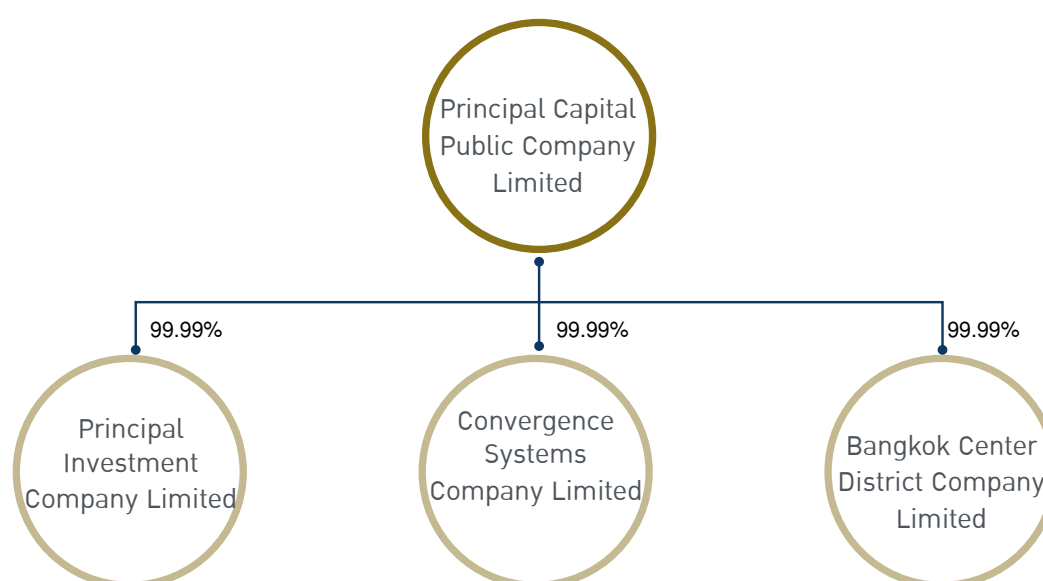 Principal Capital
Public Company
Limited
99.99%
99.99%
99.99%
Principal
Investment
Company Limited
Convergence
Systems
Company Limited
Bangkok Center
District Company
Limited